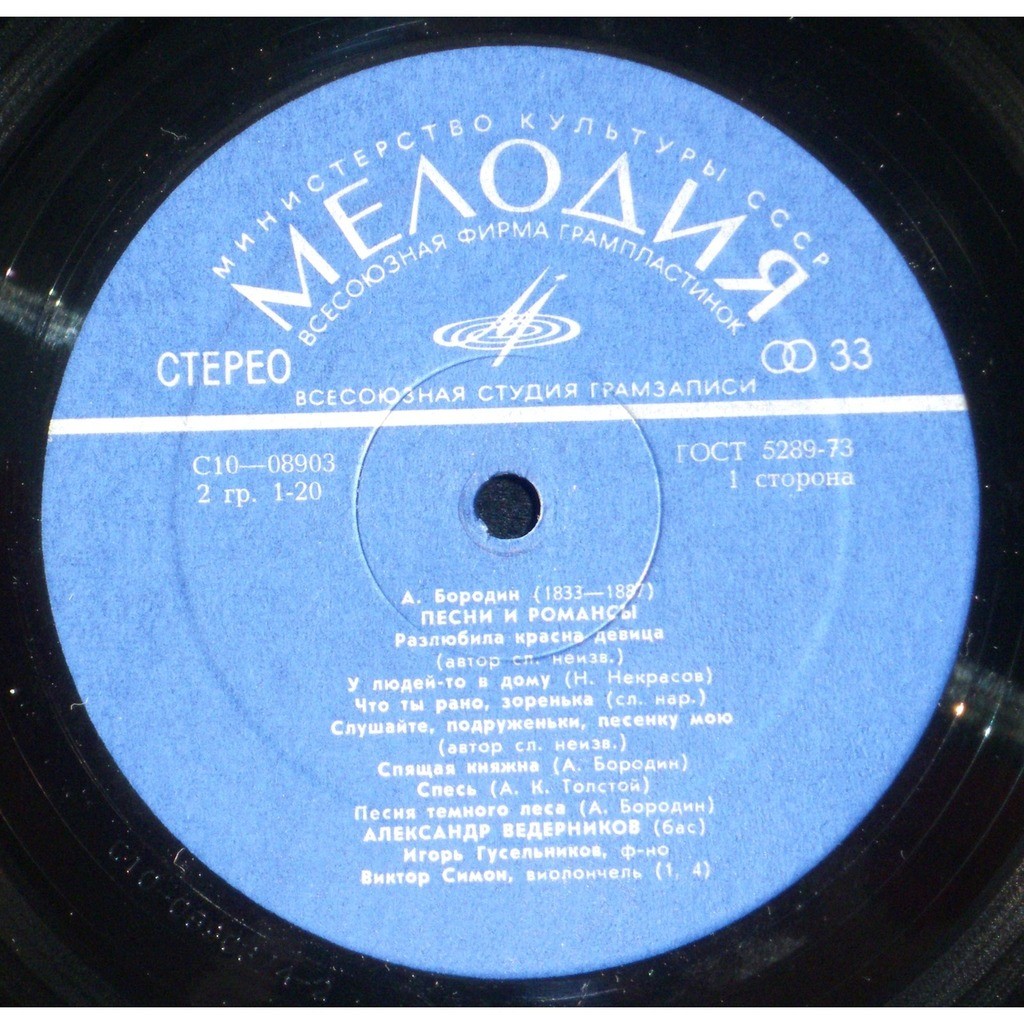 МИНИСТЕРСТВО КУЛЬТУРЫ СССР
МЕЛОДИЯ
ВСЕСОЮЗНАЯ ФИРМА ГРАМПЛАСТИНОК
СТЕРЕО
33
ВСЕСОЮЗНАЯ СТУДИЯ ГРАМЗАПИСИ
С10—08903
2 гр. 1-20
ГОСТ 5289-73
1 сторона
А. Бородин (1833—1887)
ПЕСНИ И РОМАНСЫ
Разлюбила красна девица
(автор сл. неизв.)
У людей-то в дому (Н. Некрасов)
Что ты рано, зоренька (сл. нар.)
Слушайте, подруженьки, песенку мою
(автор сл. неизв.)
Спящая княжна (А. Бородин)
Спесь (А. К. Толстой)
Песня темного леса (А. Бородин)
АЛЕКСАНДР ВЕДЕРНИКОВ (бас)
Игорь Гусельников, ф-но
Виктор Симон, виолончель (1, 4)